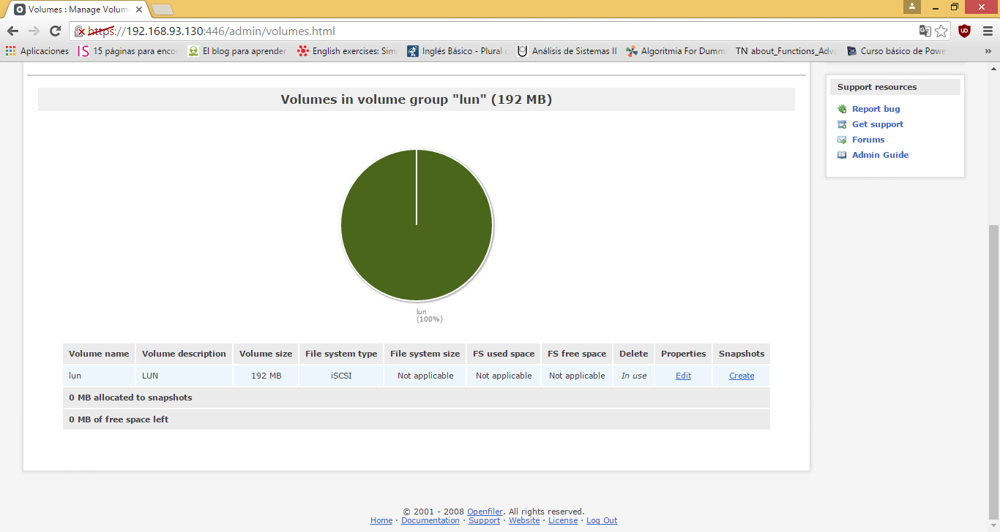 Volumes : Manage Volum
https://192.168.93.130:446/admin/volumes.html
Aplicaciones 15 páginas para enco El blog para aprender English exercises: Sim Inglés Básico - Plural Análisis de Sistemas II Algoritmia For Dumm TN about_Functions_Adva Curso básico de Powe »
Volumes in volume group "lun" (192 MB)
Support resources
Report bug
Get support
Forums
Admin Guide
lun
(100%)
Volume name Volume description Volume size File system type File system size FS used space FS free space Delete Properties Snapshots
lun LUN 192 MB iSCSI Not applicable Not applicable Not applicable In use Edit Create
0 MB allocated to snapshots
0 MB of free space left
© 2001 - 2008 Openfiler. All rights reserved.
Home · Documentation · Support · Website · License · Log Out